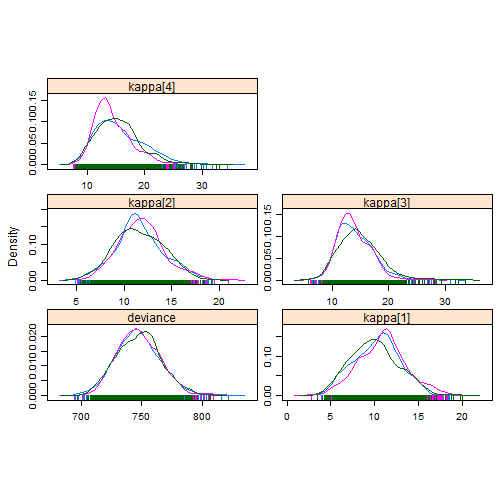 kappa[4]
0.00 0.05 0.10 0.15
10 20 30
kappa[2]
0.00 0.10
5 10 15 20
kappa[3]
0.00 0.05 0.10 0.15
10 20 30
Density
deviance
0.000 0.010 0.020
700 750 800
kappa[1]
0.00 0.10
0 5 10 15 20